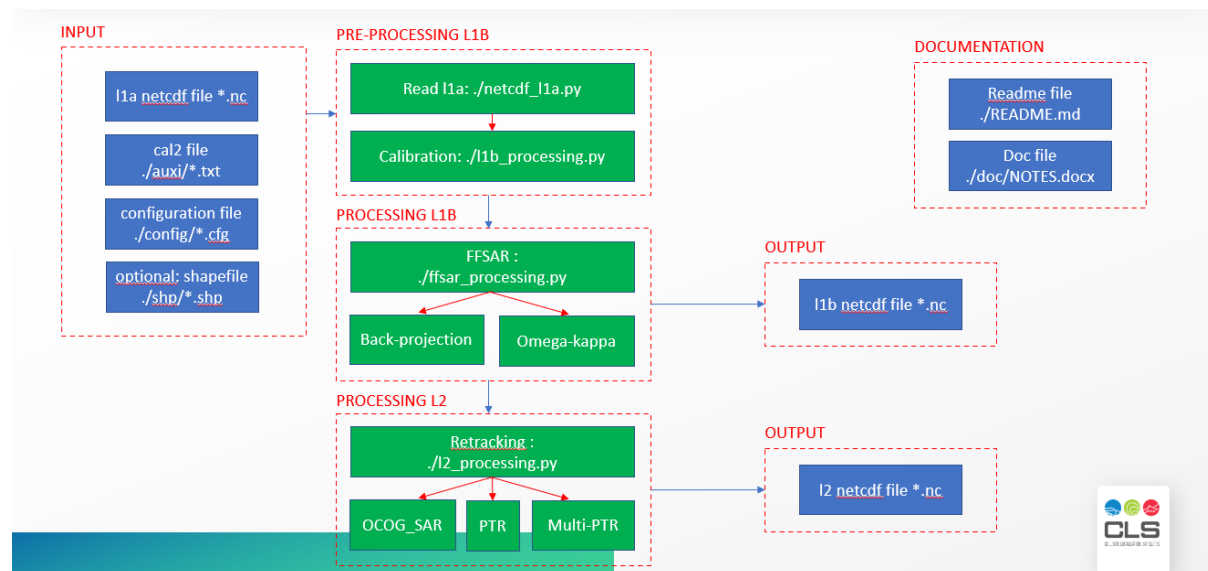 INPUT
l1a netcdf file *.nc
cal2 file
./auxi/*.txt
configuration file
./config/*.cfg
optional: shapefile
./shp/*.shp
PRE-PROCESSING L1B
Read l1a: ./netcdf_l1a.py
Calibration: ./l1b_processing.py
PROCESSING L1B
FFSAR :
./ffsar_processing.py
Back-projection
Omega-kappa
PROCESSING L2
Retracking :
./l2_processing.py
OCOG_SAR
PTR
Multi-PTR
OUTPUT
l1b netcdf file *.nc
OUTPUT
l2 netcdf file *.nc
DOCUMENTATION
Readme file
./README.md
Doc file
./doc/NOTES.docx
CLS